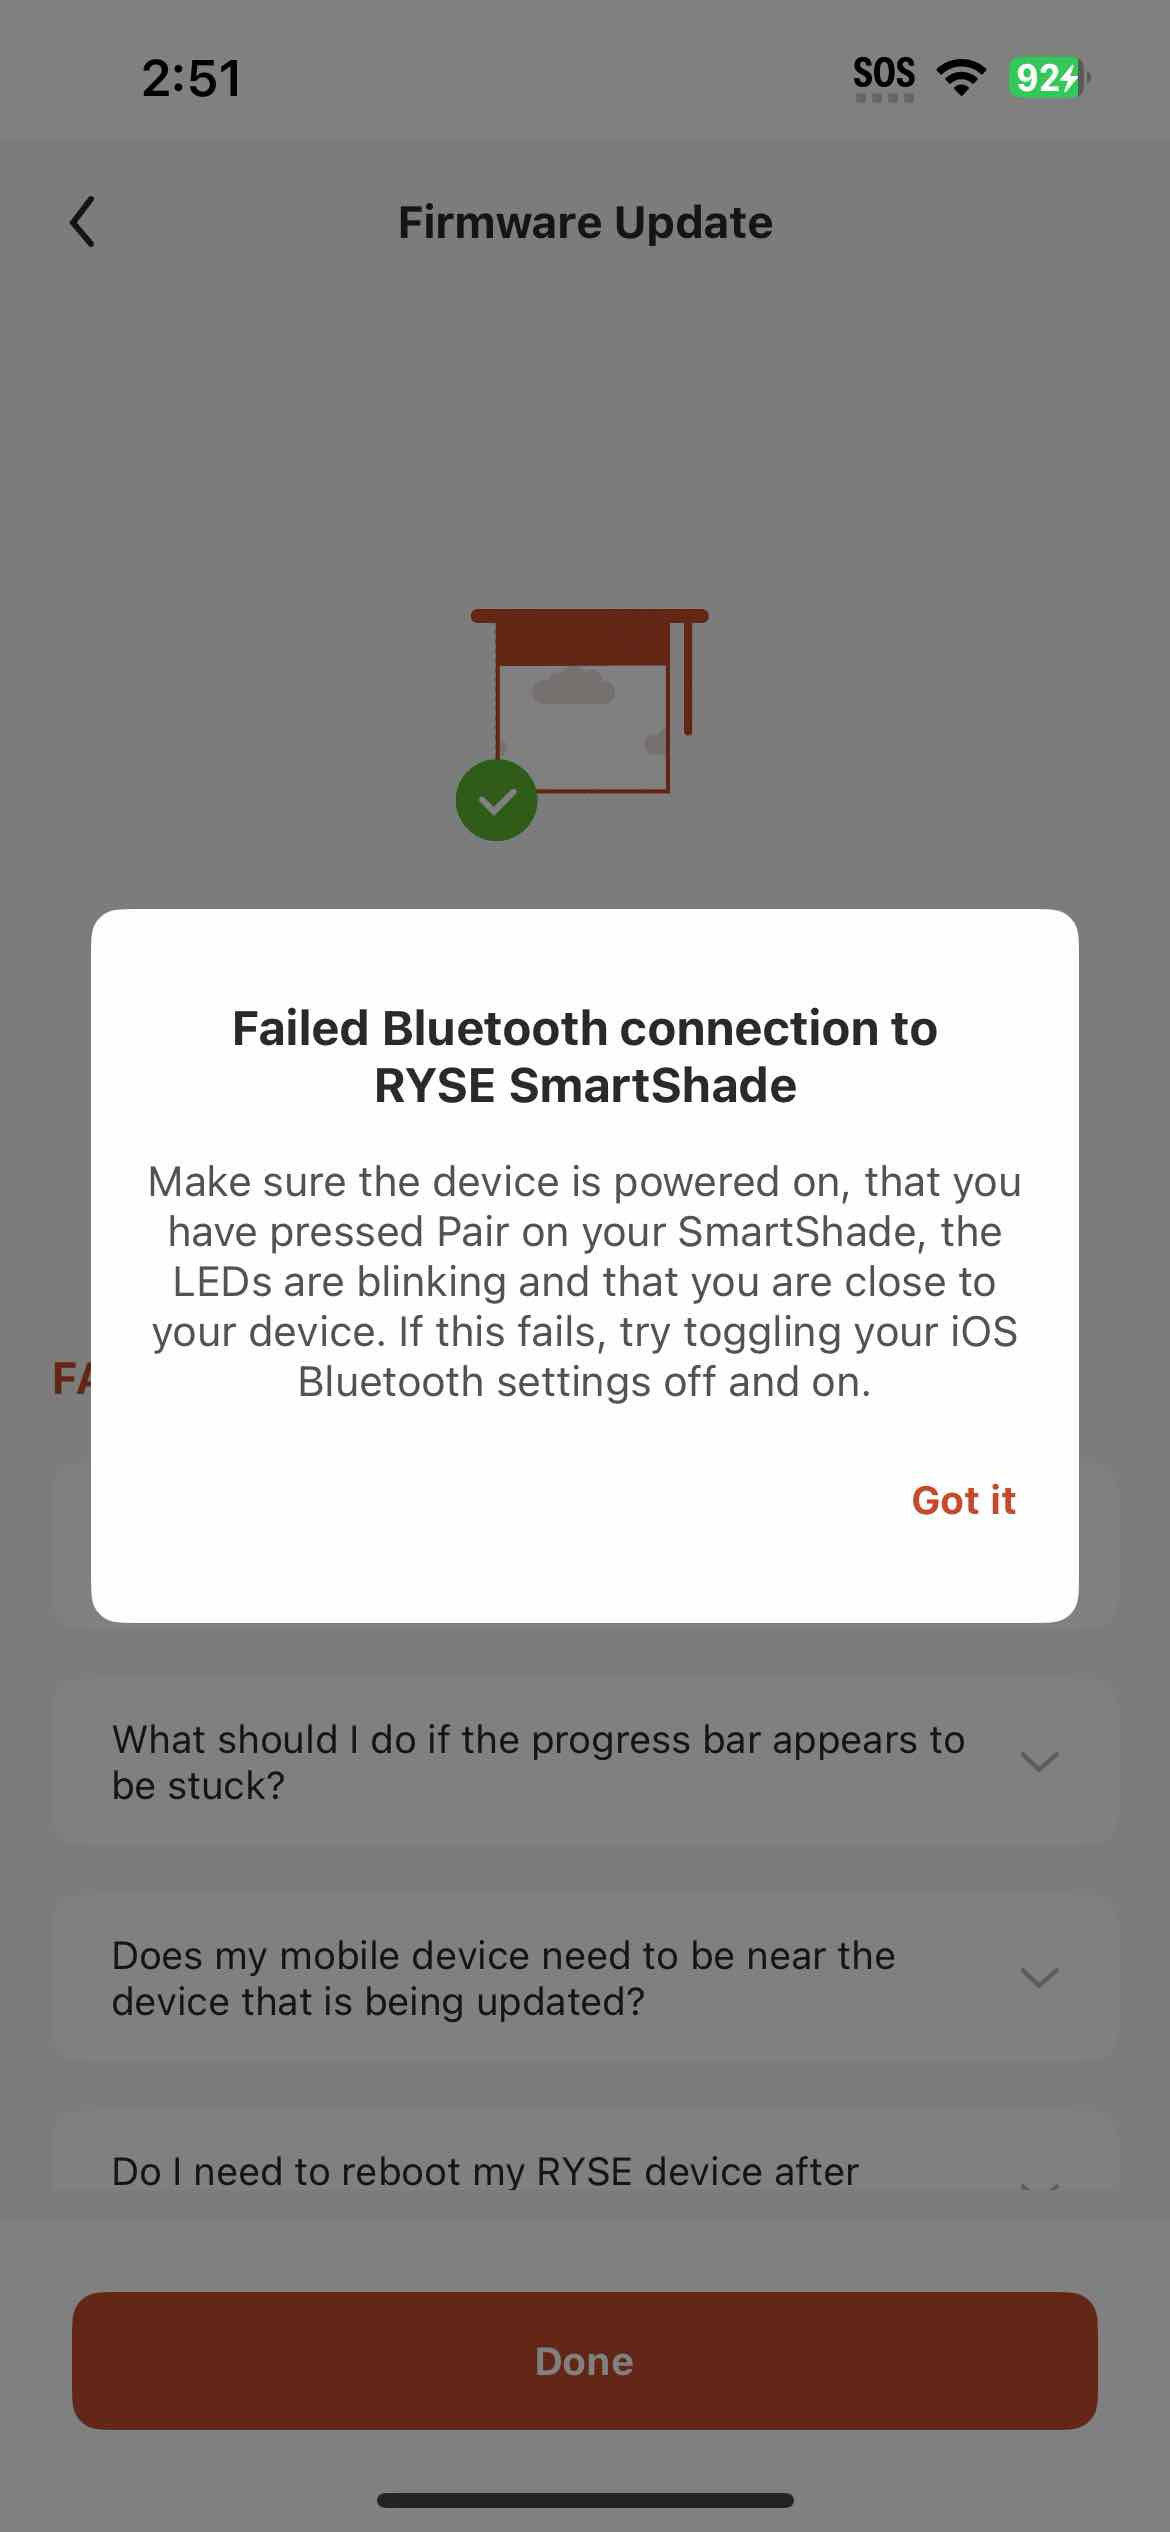 2:51
SOS
92
Firmware Update
Failed Bluetooth connection to
RYSE SmartShade
Make sure the device is powered on, that you
have pressed Pair on your SmartShade, the
LEDs are blinking and that you are close to
your device. If this fails, try toggling your iOS
Bluetooth settings off and on.
Got it
What should I do if the progress bar appears to
be stuck?
Does my mobile device need to be near the
device that is being updated?
Do I need to reboot my RYSE device after
Done